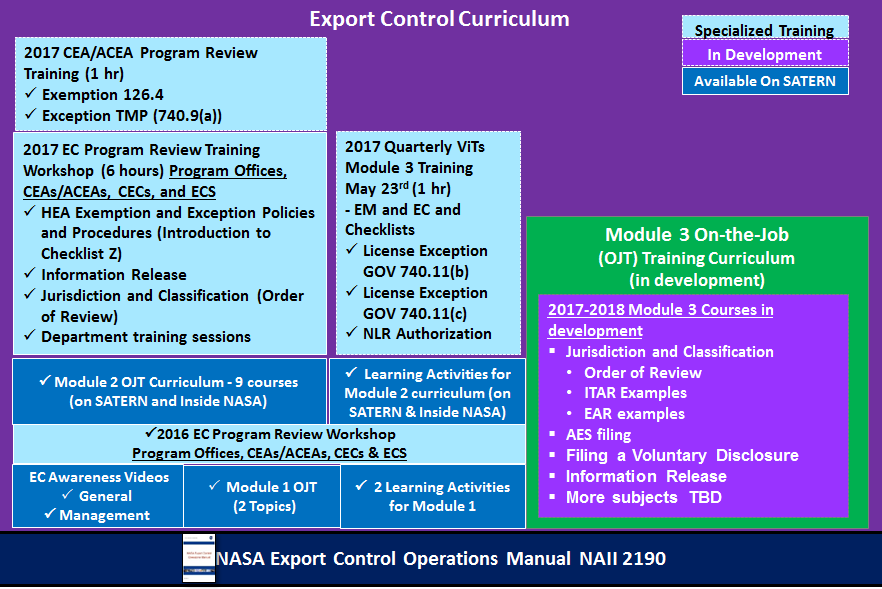 Export Control Curriculum
Specialized Training
In Development
Available On SATERN
2017 CEA/ACEA Program Review
Training (1 hr)
✓ Exemption 126.4
✓ Exception TMP (740.9(a))
2017 EC Program Review Training
Workshop (6 hours) Program Offices,
CEAs/ACEAs, CECs, and ECS
✓ HEA Exemption and Exception Policies
and Procedures (Introduction to
Checklist Z)
✓ Information Release
✓ Jurisdiction and Classification (Order
of Review)
✓ Department training sessions
2017 Quarterly ViTs
Module 3 Training
May 23rd (1 hr)
- EM and EC and
Checklists
✓ License Exception
GOV 740.11(b)
✓ License Exception
GOV 740.11(c)
✓ NLR Authorization
Module 3 On-the-Job
(OJT) Training Curriculum
(in development)
2017-2018 Module 3 Courses in
development
▪ Jurisdiction and Classification
• Order of Review
• ITAR Examples
• EAR examples
▪ AES filing
▪ Filing a Voluntary Disclosure
▪ Information Release
▪ More subjects TBD
✓ Module 2 OJT Curriculum - 9 courses
(on SATERN and Inside NASA)
✓ Learning Activities for
Module 2 curriculum (on
SATERN & Inside NASA)
✓2016 EC Program Review Workshop
Program Offices, CEAs/ACEAs, CECs & ECS
EC Awareness Videos
✓ General
✓ Management
✓ Module 1 OJT
(2 Topics)
✓ 2 Learning Activities
for Module 1
NASA Export Control Operations Manual NAII 2190